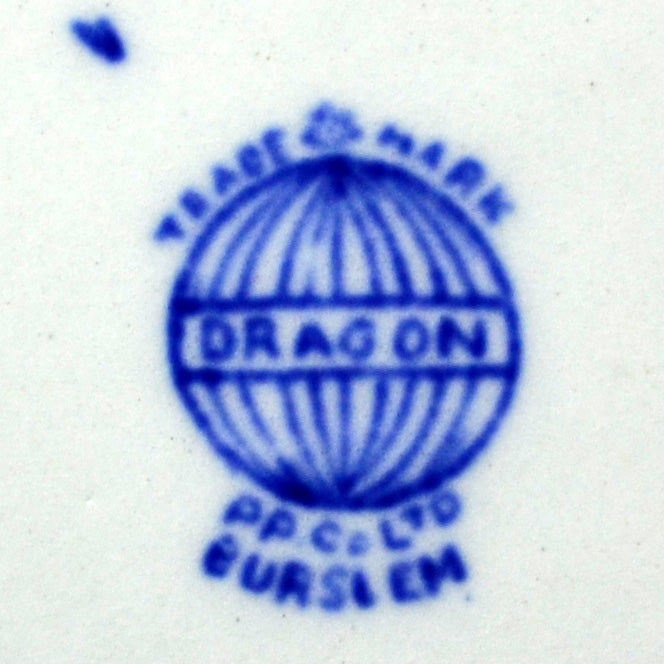 TRADE MARK
DRAGON
P.P.Co LTD
BURSLEM